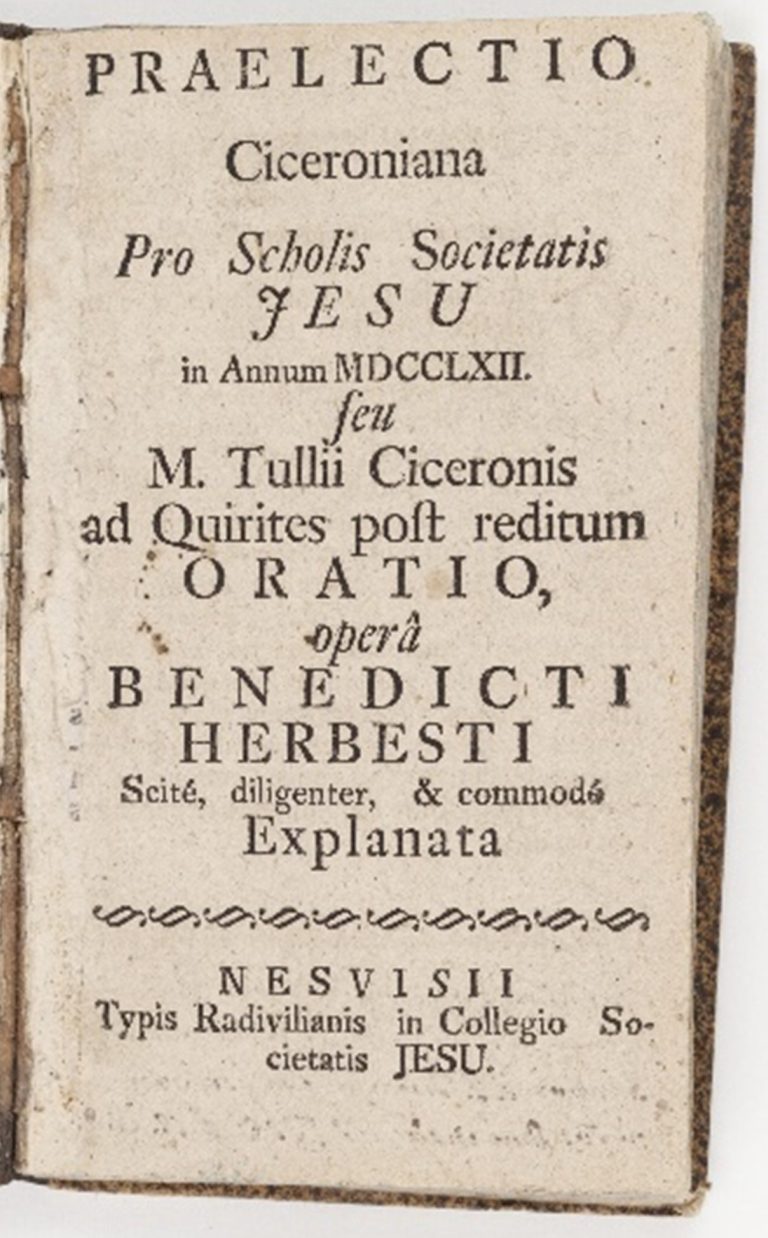 PRAELECTIO
Ciceroniana
Pro Scholis Societatis
JESU
in Annum MDCCLXII.
ſeu
M. Tullii Ciceronis
ad Quirites poſt reditum
ORATIO,
operâ
BENEDICTI
HERBESTI
Scité, diligenter, & commodé
Explanata
NESVISII
Typis Radivilianis in Collegio So-
cietatis JESU.